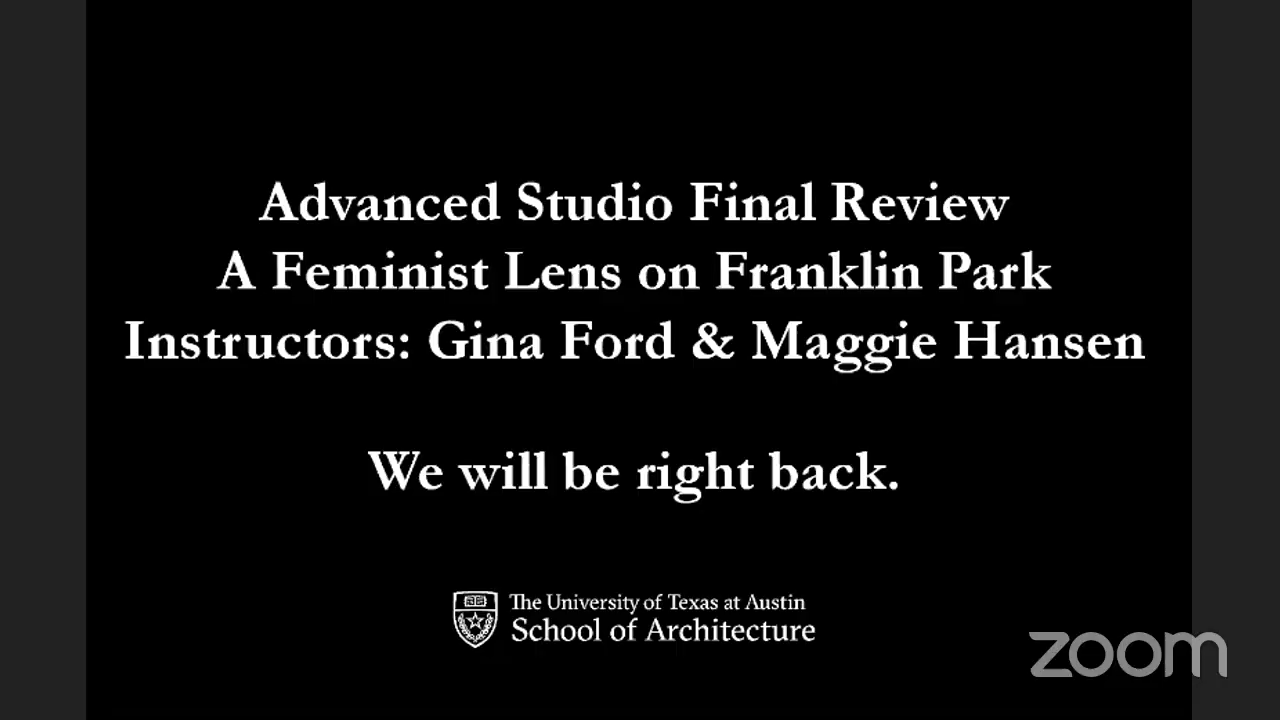 Advanced Studio Final Review
A Feminist Lens on Franklin Park
Instructors: Gina Ford & Maggie Hansen
We will be right back.
The University of Texas at Austin
School of Architecture
zoom